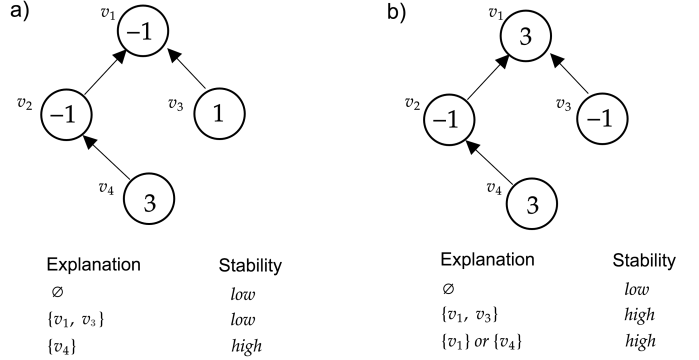 a)
v₁
−1
v₂
−1
v₃
1
v₄
3
Explanation Stability
∅ low
{v₁, v₃} low
{v₄} high
b)
v₁
3
v₂
−1
v₃
−1
v₄
3
Explanation Stability
∅ low
{v₁, v₃} high
{v₁} or {v₄} high